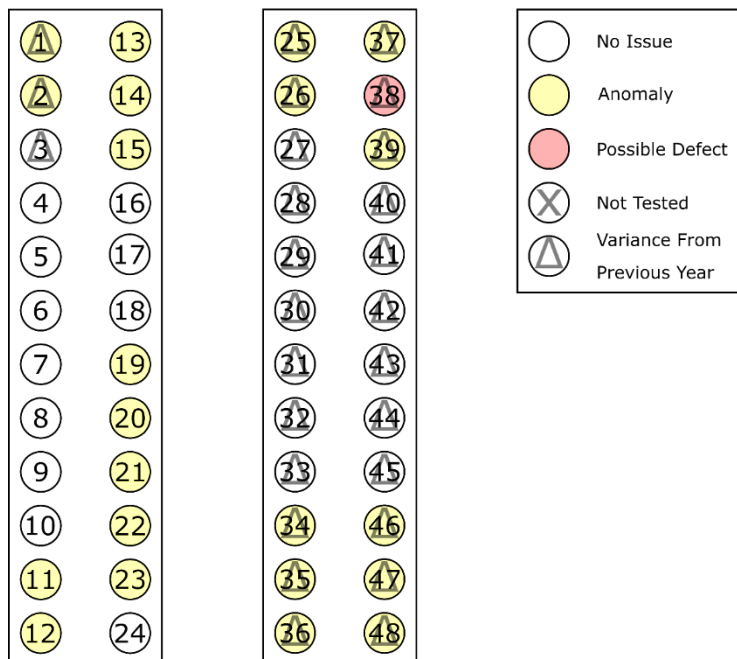 1 13 25 37 No Issue
2 14 26 38 Anomaly
3 15 27 39 Possible Defect
4 16 28 40 Not Tested
5 17 29 41 Variance From
Previous Year
6 18 30 42
7 19 31 43
8 20 32 44
9 21 33 45
10 22 34 46
11 23 35 47
12 24 36 48